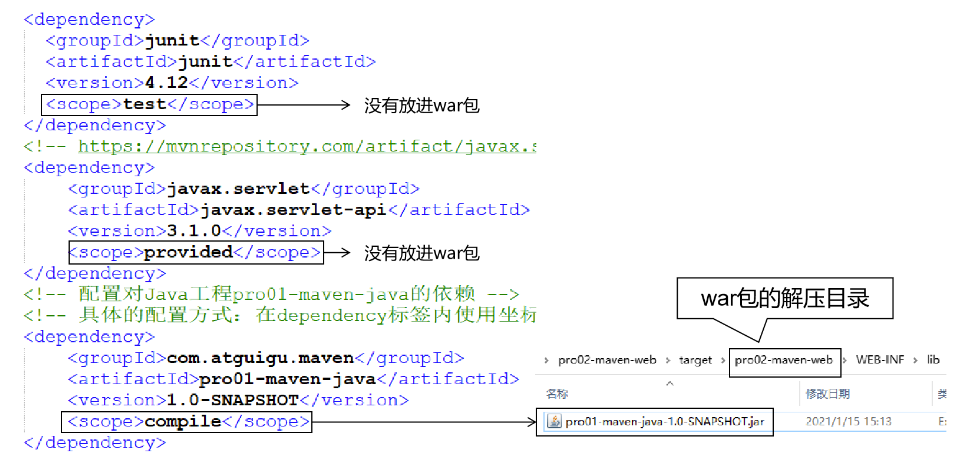 <dependency>
<groupId>junit</groupId>
<artifactId>junit</artifactId>
<version>4.12</version>
<scope>test</scope> 没有放进war包
</dependency>
<!-- https://mvnrepository.com/artifact/javax.s
<dependency>
<groupId>javax.servlet</groupId>
<artifactId>javax.servlet-api</artifactId>
<version>3.1.0</version>
<scope>provided</scope> 没有放进war包
</dependency>
<!-- 配置对Java工程pro01-maven-java的依赖 -->
<!-- 具体的配置方式：在dependency标签内使用坐标
<dependency>
<groupId>com.atguigu.maven</groupId>
<artifactId>pro01-maven-java</artifactId>
<version>1.0-SNAPSHOT</version>
<scope>compile</scope>
</dependency>
war包的解压目录
› pro02-maven-web › target › pro02-maven-web › WEB-INF › lib
名称 修改日期 类
pro01-maven-java-1.0-SNAPSHOT.jar 2021/1/15 15:13